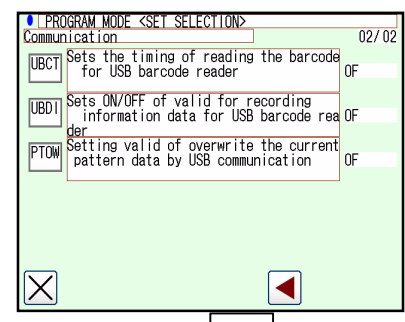 PROGRAM MODE <SET SELECTION>
Communication 02/02
UBCT Sets the timing of reading the barcode
for USB barcode reader OF
UBDI Sets ON/OFF of valid for recording
information data for USB barcode rea OF
der
PTOW Setting valid of overwrite the current
pattern data by USB communication OF